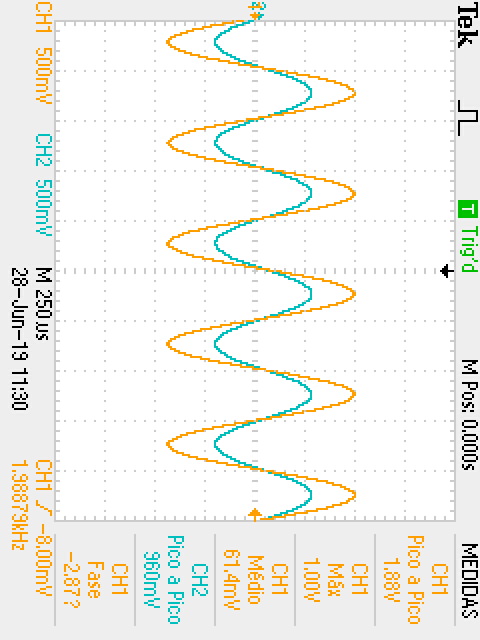 Tek T Trig'd M Pos: 0.000s MEDIDAS
CH1
Pico a Pico
1.88V
CH1
Máx
1.00V
CH1
Médio
61.4mV
CH2
Pico a Pico
960mV
CH1
Fase
-2.87?
CH1 500mV CH2 500mV M 250µs CH1 -8.00mV
28-Jun-19 11:30 1.98879kHz